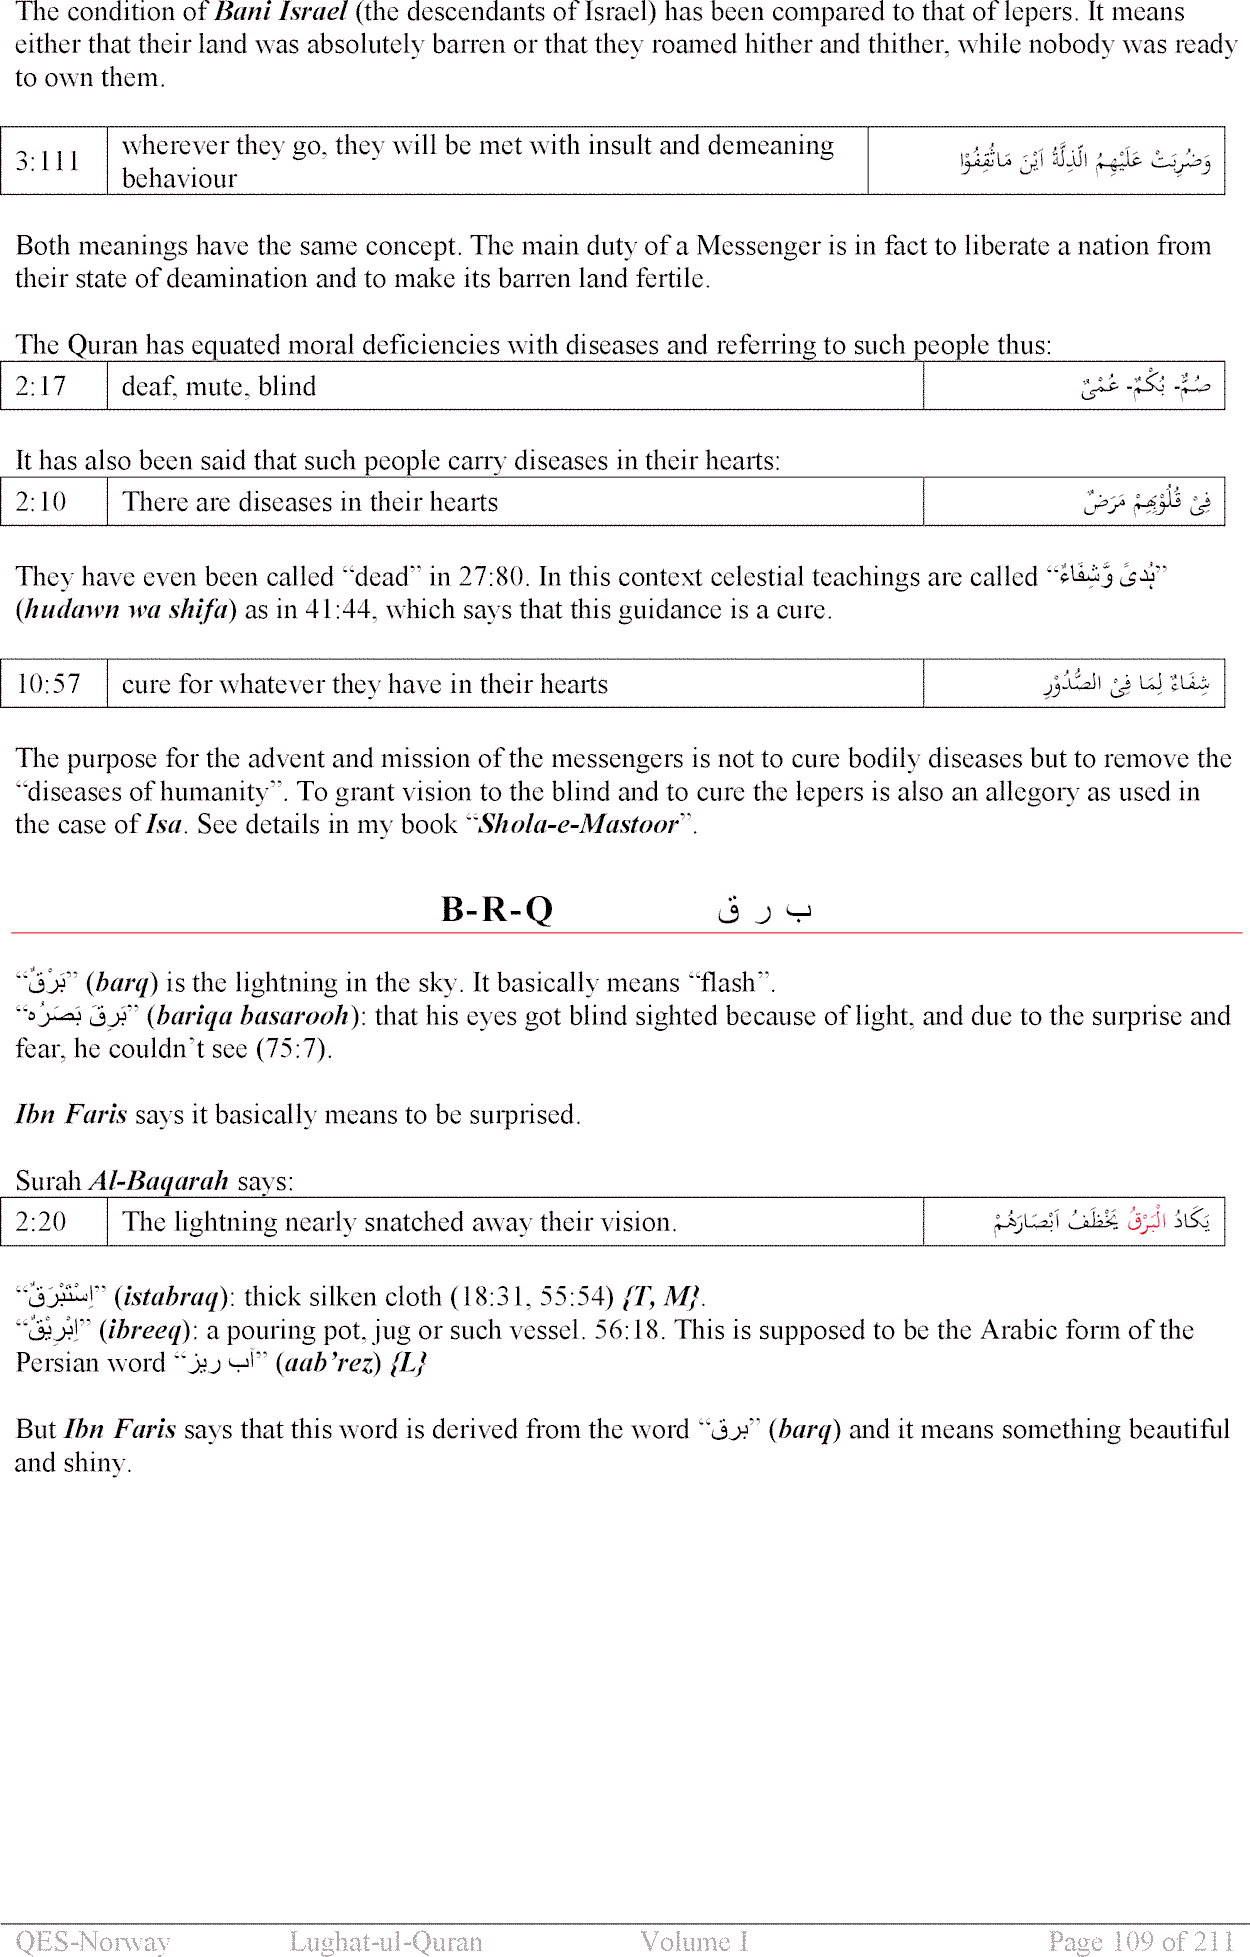 The condition of Bani Israel (the descendants of Israel) has been compared to that of lepers. It means
either that their land was absolutely barren or that they roamed hither and thither, while nobody was ready
to own them.
3:111 wherever they go, they will be met with insult and demeaning
behaviour وَضُرِبَتْ عَلَيْهِمُ الَّذِلَّةُ اَيْنَ مَاثُقِفُوْا
Both meanings have the same concept. The main duty of a Messenger is in fact to liberate a nation from
their state of deamination and to make its barren land fertile.
The Quran has equated moral deficiencies with diseases and referring to such people thus:
2:17 deaf, mute, blind صُمٌّ- بُكْمٌ- عُمْىٌ
It has also been said that such people carry diseases in their hearts:
2:10 There are diseases in their hearts فِىْ قُلُوْبِهِمْ مَرَضٌ
They have even been called “dead” in 27:80. In this context celestial teachings are called “هُدىً وَّشِفَاءٌ”
(hudawn wa shifa) as in 41:44, which says that this guidance is a cure.
10:57 cure for whatever they have in their hearts شِفَاءٌ لِمَا فِىْ الصُّدُوْرِ
The purpose for the advent and mission of the messengers is not to cure bodily diseases but to remove the
“diseases of humanity”. To grant vision to the blind and to cure the lepers is also an allegory as used in
the case of Isa. See details in my book “Shola-e-Mastoor”.
B-R-Q ب ر ق
“بَرْقٌ” (barq) is the lightning in the sky. It basically means “flash”.
“بَرِقَ بَصَرُه” (bariqa basarooh): that his eyes got blind sighted because of light, and due to the surprise and
fear, he couldn’t see (75:7).
Ibn Faris says it basically means to be surprised.
Surah Al-Baqarah says:
2:20 The lightning nearly snatched away their vision. يَكَادُ الْبَرْقُ يَخْظَفُ اَبْصَارَهُمْ
“اِسْتَبْرَقٌ” (istabraq): thick silken cloth (18:31, 55:54) {T, M}.
“اِبْرِيْقٌ” (ibreeq): a pouring pot, jug or such vessel. 56:18. This is supposed to be the Arabic form of the
Persian word “آب ريز” (aab’rez) {L}
But Ibn Faris says that this word is derived from the word “برق” (barq) and it means something beautiful
and shiny.
QES-Norway Lughat-ul-Quran Volume I Page 109 of 211